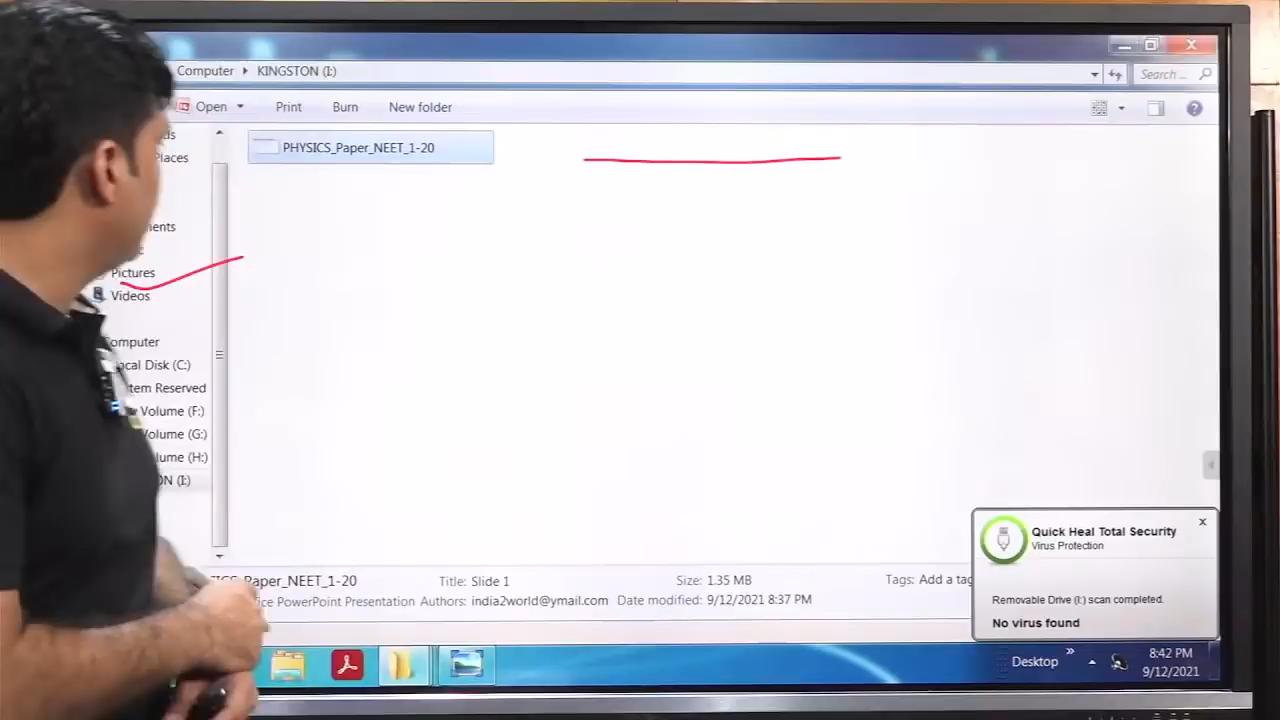 Computer ▸ KINGSTON (I:)
Search ...
Open Print Burn New folder
PHYSICS_Paper_NEET_1-20
Places
Pictures
Videos
Computer
Local Disk (C:)
System Reserved
Volume (F:)
Volume (G:)
(H:)
(I:)
Paper_NEET_1-20 Title: Slide 1 Size: 1.35 MB Tags: Add a tag
PowerPoint Presentation Authors: india2world@ymail.com Date modified: 9/12/2021 8:37 PM
Quick Heal Total Security
Virus Protection
Removable Drive (I:) scan completed.
No virus found
Desktop
8:42 PM
9/12/2021